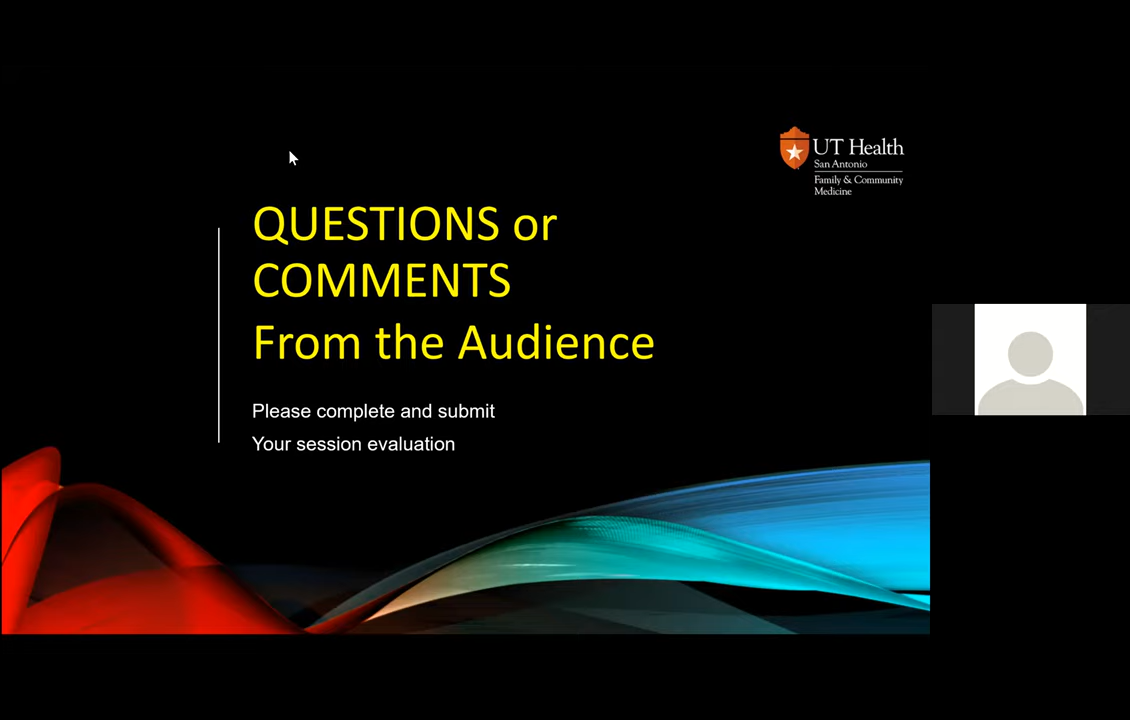 UT Health
San Antonio
Family & Community
Medicine
QUESTIONS or
COMMENTS
From the Audience
Please complete and submit
Your session evaluation